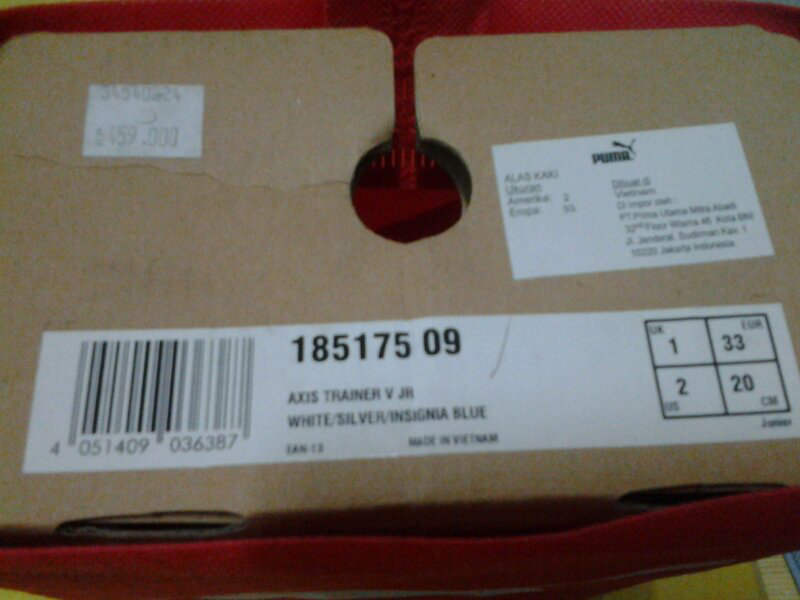 459.000
PUMA
ALAS KAKI
Ukuran
Amerika: 2
Eropa: 33
Dibuat di
Vietnam
Di impor oleh :
PT.Prima Utama Mitra Abadi
Floor Wisma 46 Kota BNI
Jl. Jenderal. Sudirman Kav. 1
10220 Jakarta Indonesia.
185175 09
AXIS TRAINER V JR
WHITE/SILVER/INSIGNIA BLUE
EAN-13 MADE IN VIETNAM
4 051409 036387
UK 1
33 EUR
2 US
20 CM
Junior